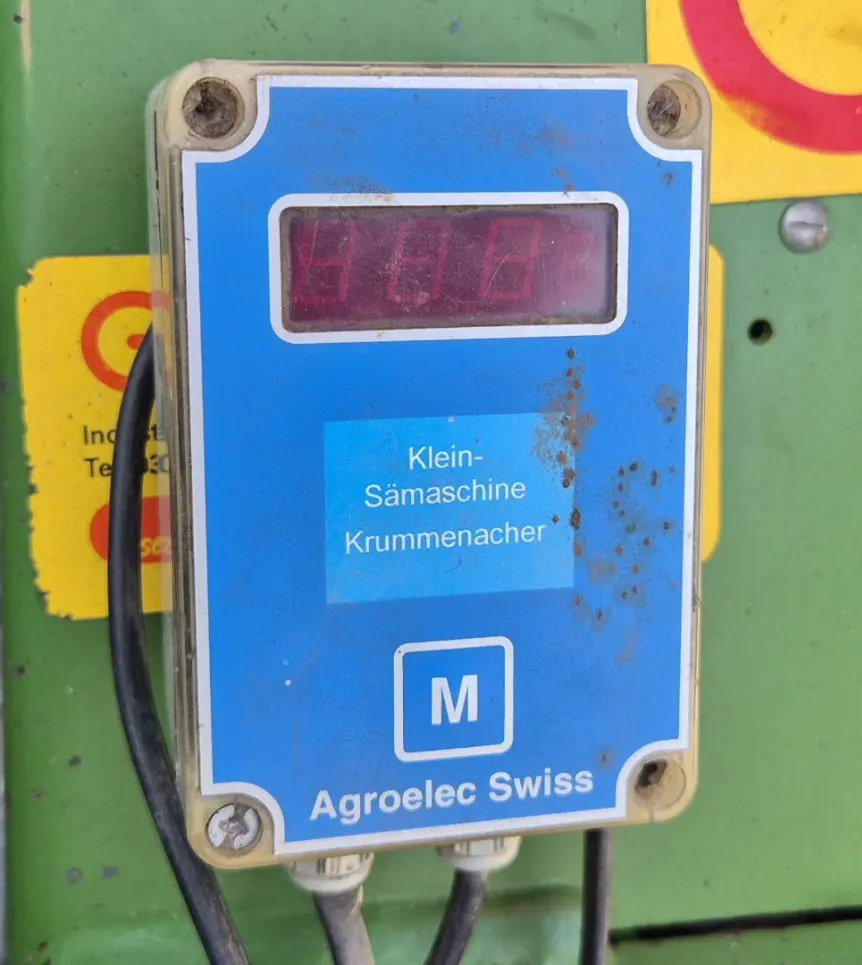 Klein-
Sämaschine
Krummenacher
M
Agroelec Swiss